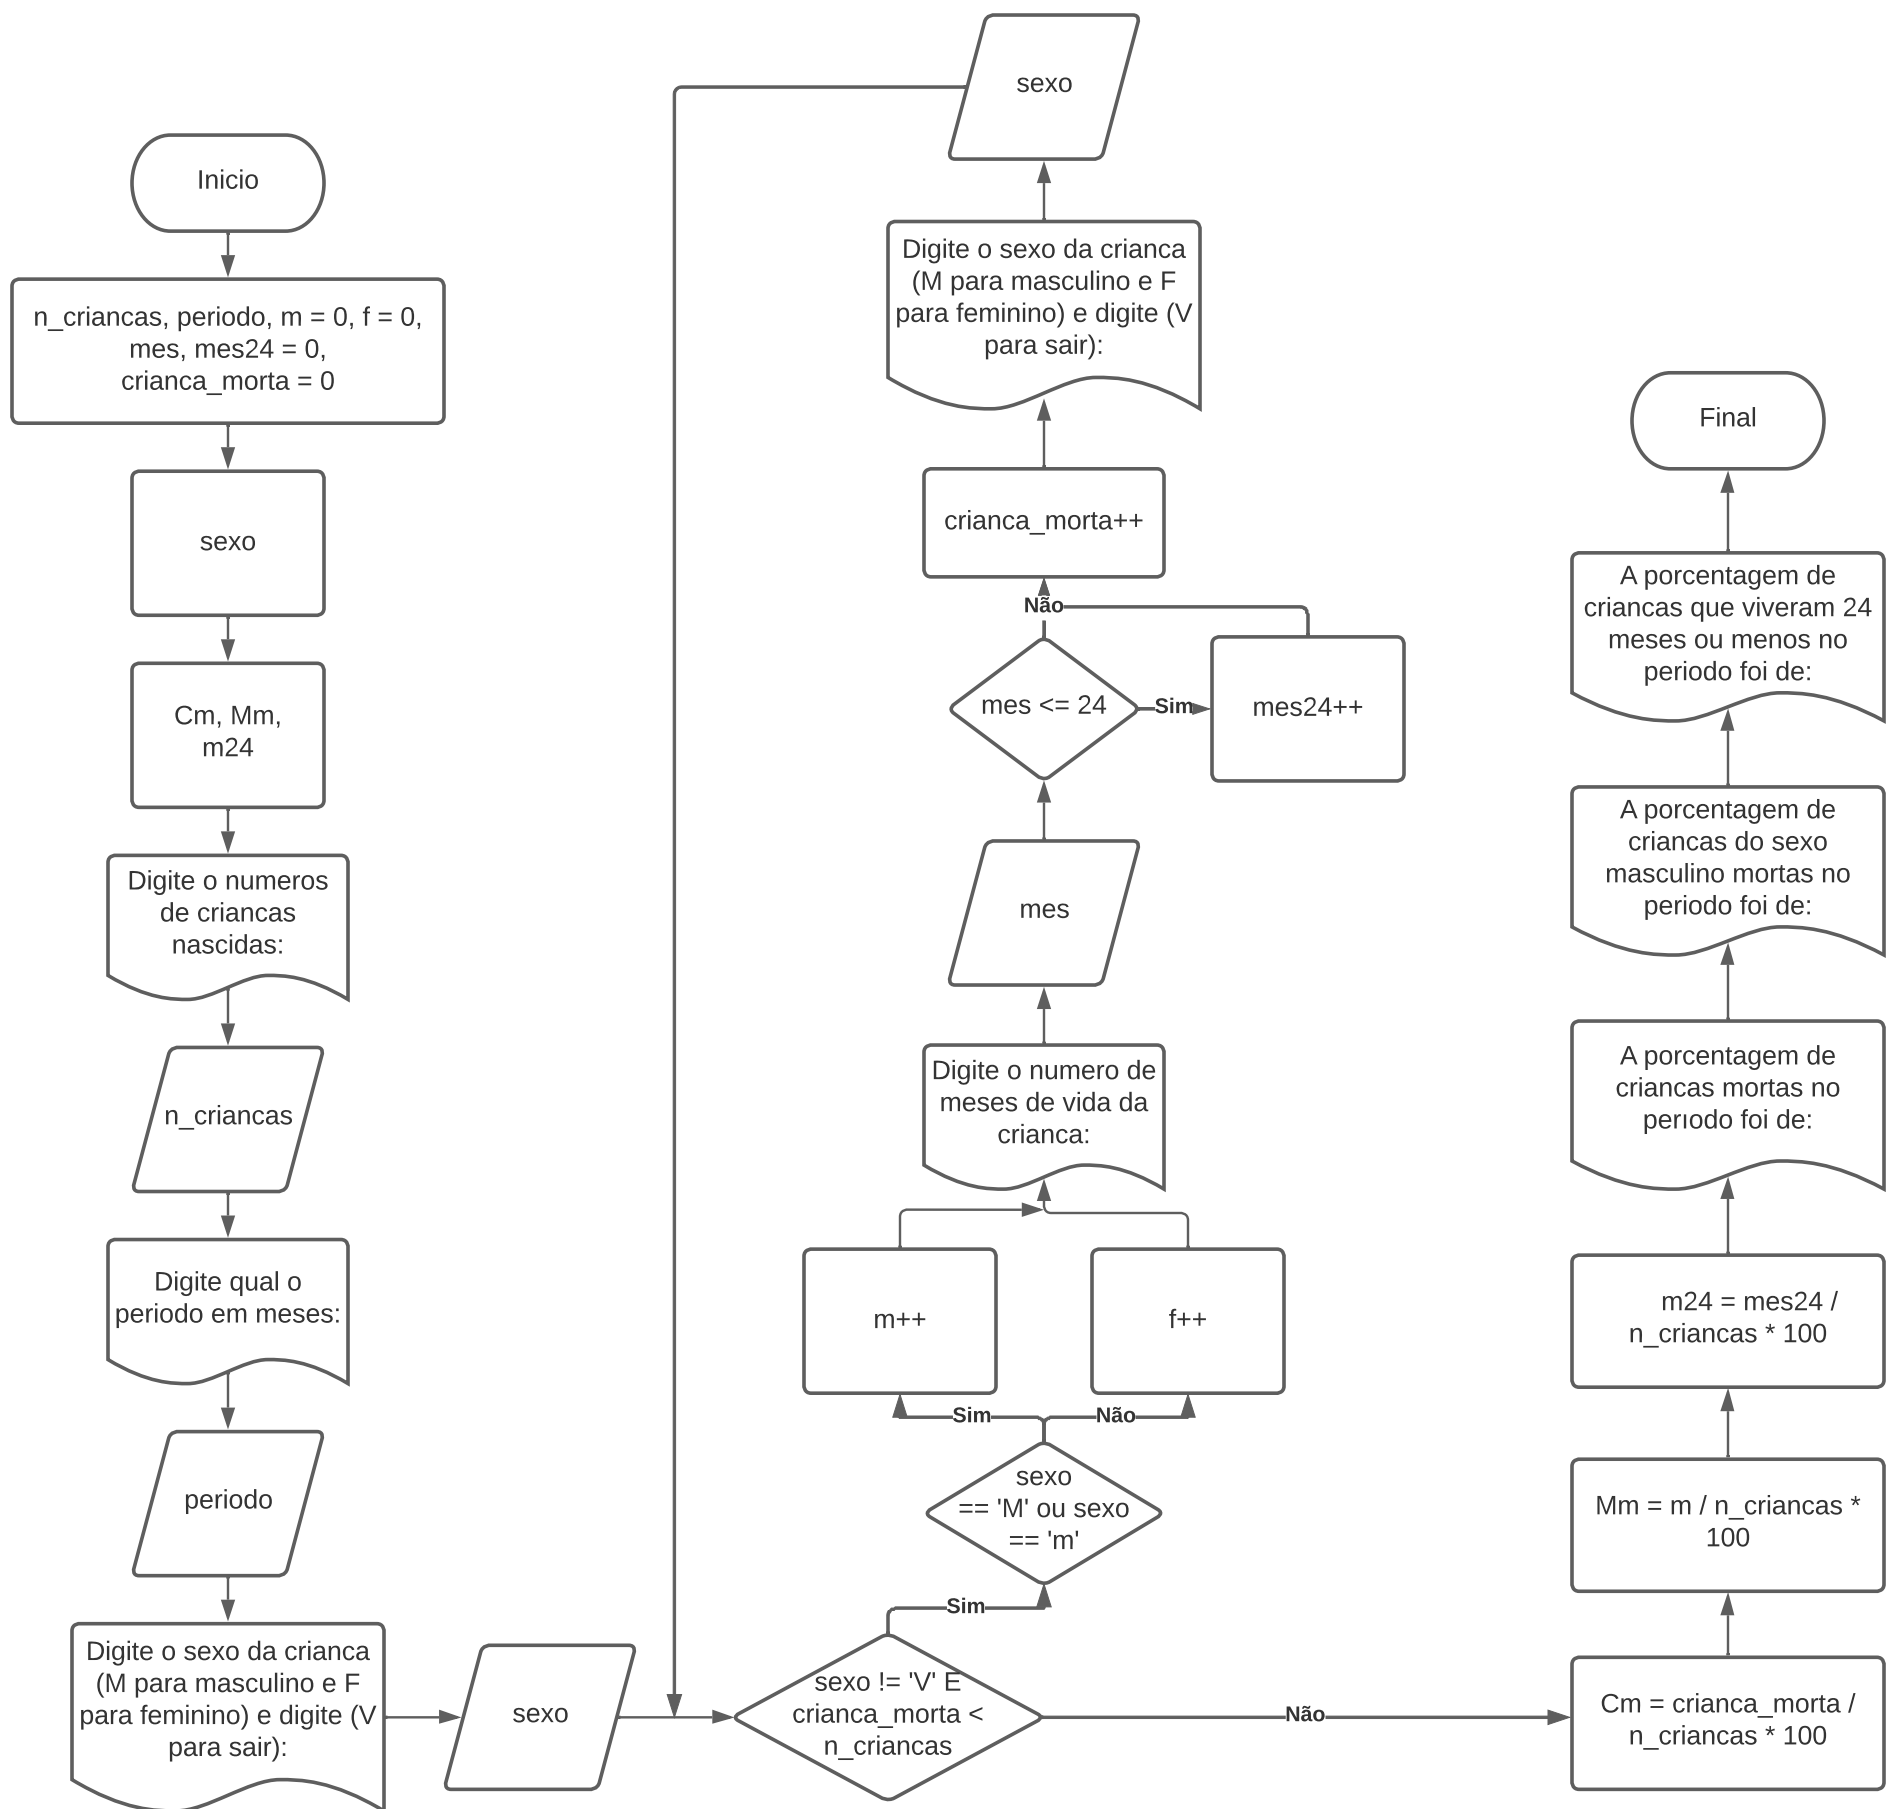 Inicio
n_criancas, periodo, m = 0, f = 0,
mes, mes24 = 0,
crianca_morta = 0
sexo
Cm, Mm,
m24
Digite o numeros
de criancas
nascidas:
n_criancas
Digite qual o
periodo em meses:
periodo
Digite o sexo da crianca
(M para masculino e F
para feminino) e digite (V
para sair):
sexo
sexo != 'V' E
crianca_morta <
n_criancas
Sim
sexo
== 'M' ou sexo
== 'm'
Sim
Não
m++
f++
Digite o numero de
meses de vida da
crianca:
mes
mes <= 24
Sim
mes24++
Não
crianca_morta++
Digite o sexo da crianca
(M para masculino e F
para feminino) e digite (V
para sair):
sexo
Não
Cm = crianca_morta /
n_criancas * 100
Mm = m / n_criancas *
100
m24 = mes24 /
n_criancas * 100
A porcentagem de
criancas mortas no
perıodo foi de:
A porcentagem de
criancas do sexo
masculino mortas no
periodo foi de:
A porcentagem de
criancas que viveram 24
meses ou menos no
periodo foi de:
Final